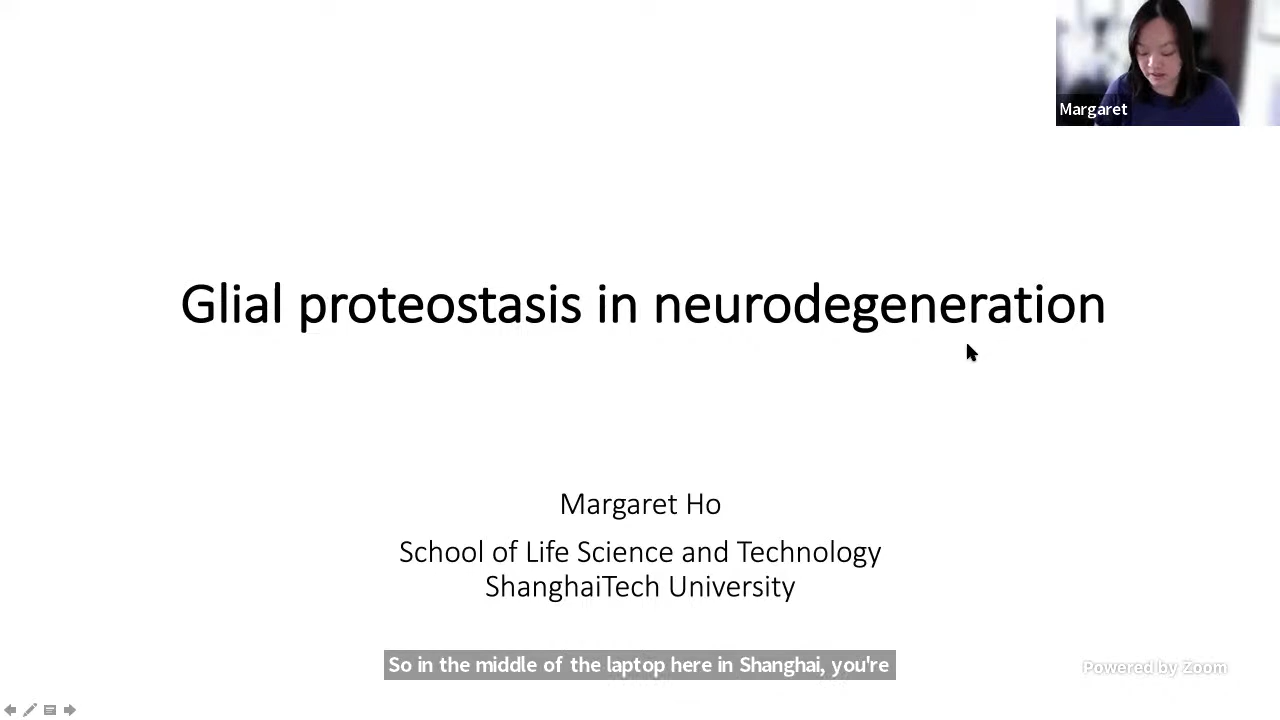 Margaret
Glial proteostasis in neurodegeneration
Margaret Ho
School of Life Science and Technology
ShanghaiTech University
So in the middle of the laptop here in Shanghai, you're
Powered by Zoom